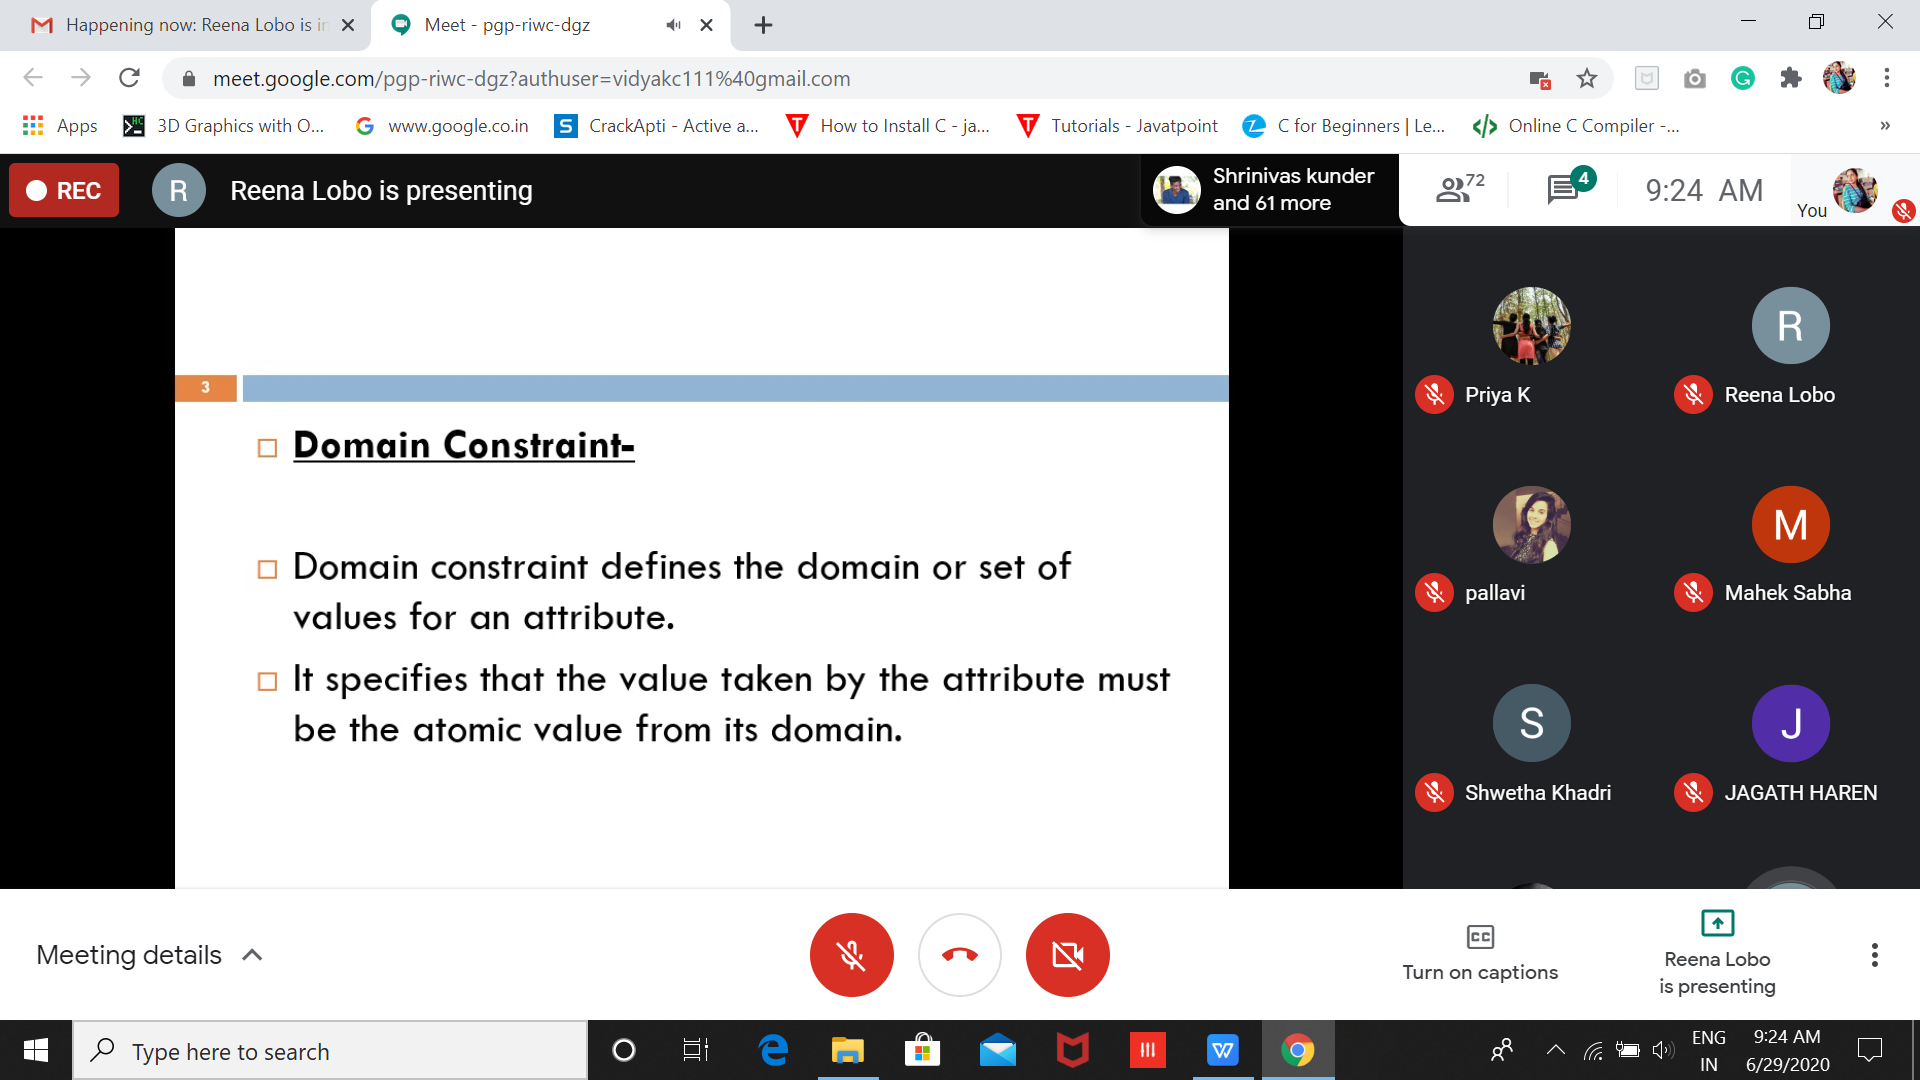 Happening now: Reena Lobo is in
Meet - pgp-riwc-dgz
meet.google.com/pgp-riwc-dgz?authuser=vidyakc111%40gmail.com
Apps
3D Graphics with O...
www.google.co.in
CrackApti - Active a...
How to Install C - ja...
Tutorials - Javatpoint
C for Beginners | Le...
Online C Compiler -...
REC
R
Reena Lobo is presenting
Shrinivas kunder
and 61 more
72
4
9:24 AM
You
3
Domain Constraint-
Domain constraint defines the domain or set of
values for an attribute.
It specifies that the value taken by the attribute must
be the atomic value from its domain.
Priya K
R
Reena Lobo
pallavi
M
Mahek Sabha
S
Shwetha Khadri
J
JAGATH HAREN
Meeting details
CC
Turn on captions
Reena Lobo
is presenting
Type here to search
ENG
IN
9:24 AM
6/29/2020